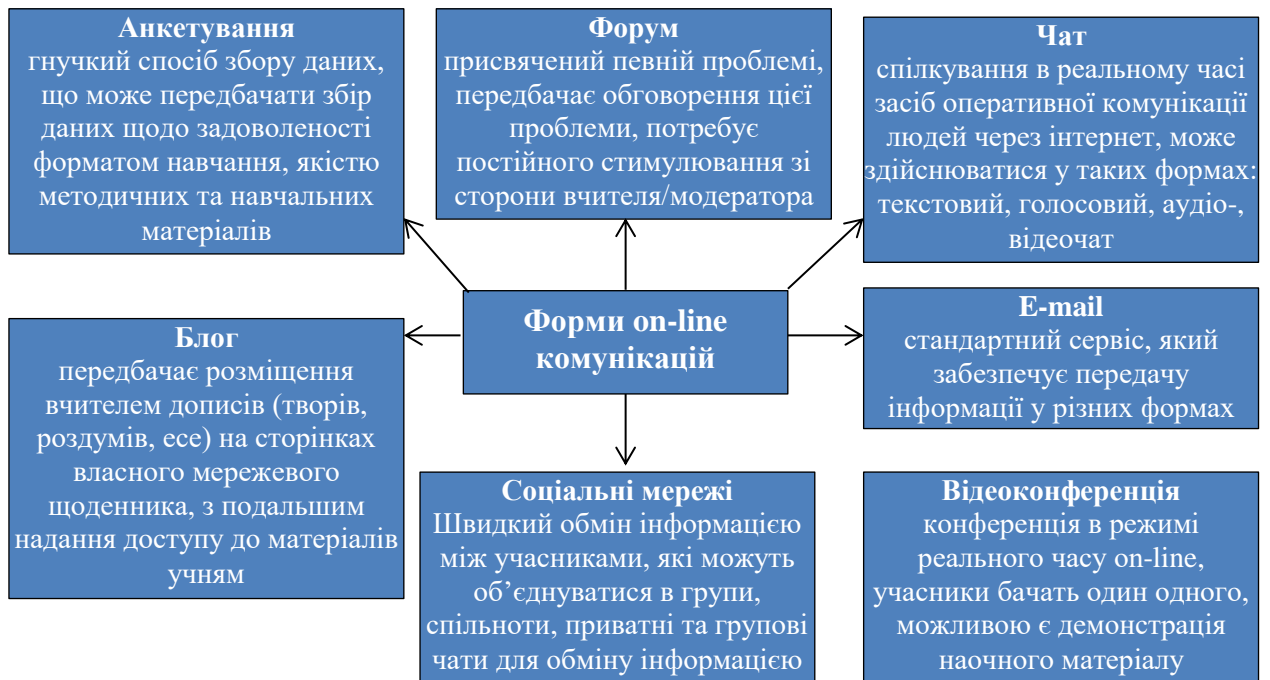 Анкетування
гнучкий спосіб збору даних,
що може передбачати збір
даних щодо задоволеності
форматом навчання, якістю
методичних та навчальних
матеріалів
Форум
присвячений певній проблемі,
передбачає обговорення цієї
проблеми, потребує
постійного стимулювання зі
сторони вчителя/модератора
Чат
спілкування в реальному часі
засіб оперативної комунікації
людей через інтернет, може
здійснюватися у таких формах:
текстовий, голосовий, аудіо-,
відеочат
Форми on-line
комунікацій
Блог
передбачає розміщення
вчителем дописів (творів,
роздумів, есе) на сторінках
власного мережевого
щоденника, з подальшим
надання доступу до матеріалів
учням
E-mail
стандартний сервіс, який
забезпечує передачу
інформації у різних формах
Соціальні мережі
Швидкий обмін інформацією
між учасниками, які можуть
об’єднуватися в групи,
спільноти, приватні та групові
чати для обміну інформацією
Відеоконференція
конференція в режимі
реального часу on-line,
учасники бачать один одного,
можливою є демонстрація
наочного матеріалу